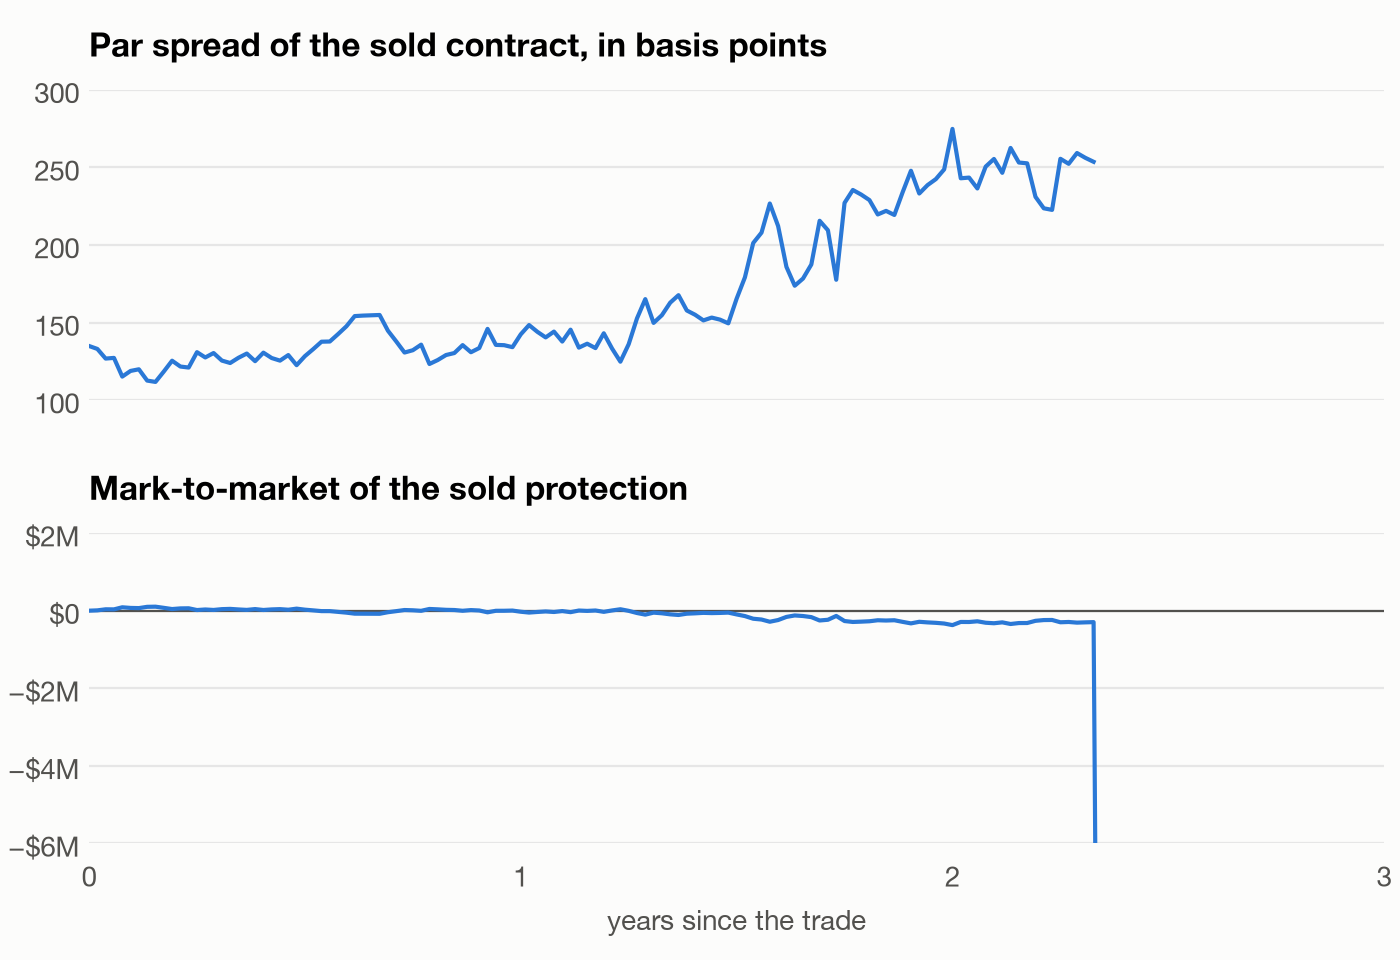 Par spread of the sold contract, in basis points
300
250
200
150
100
Mark-to-market of the sold protection
$2M
$0
−$2M
−$4M
−$6M
0 1 2 3
years since the trade